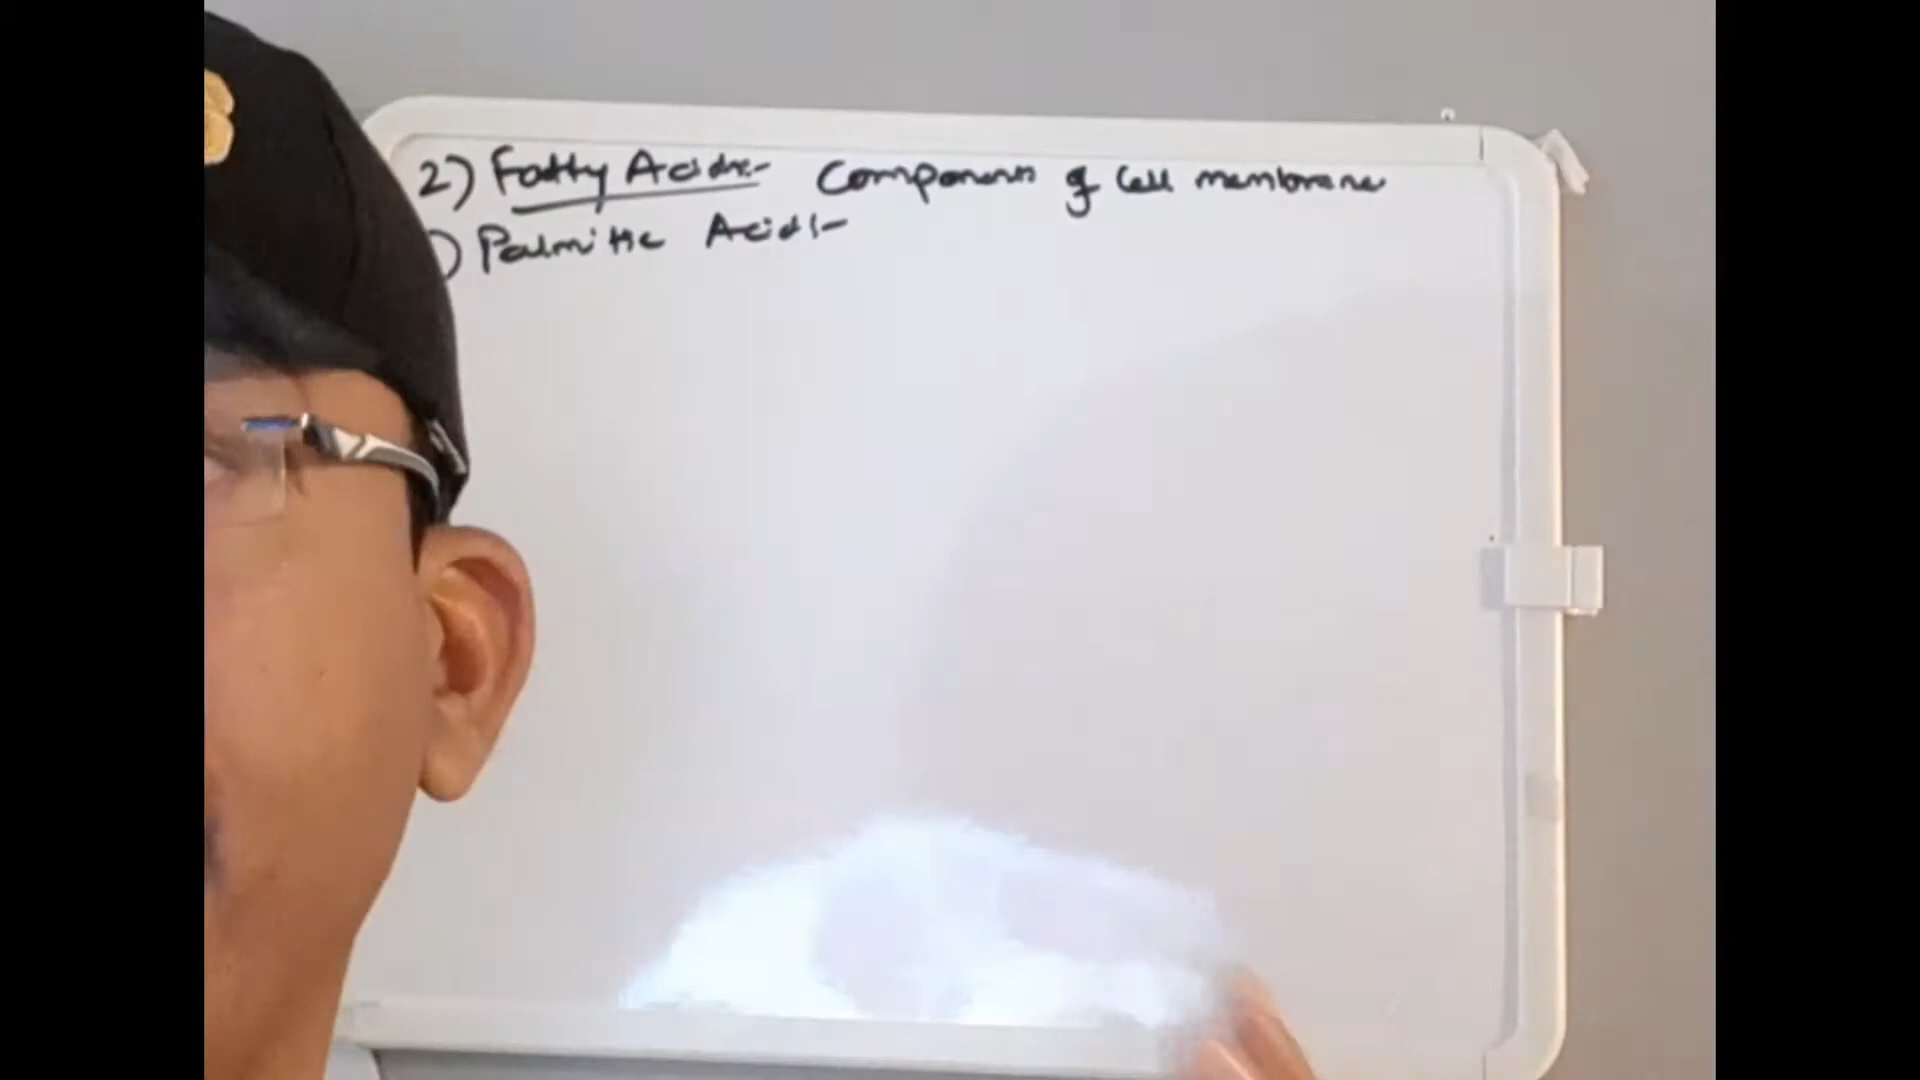 2) Fatty Acids:- Components of Cell membrane
) Palmitic Acid:-